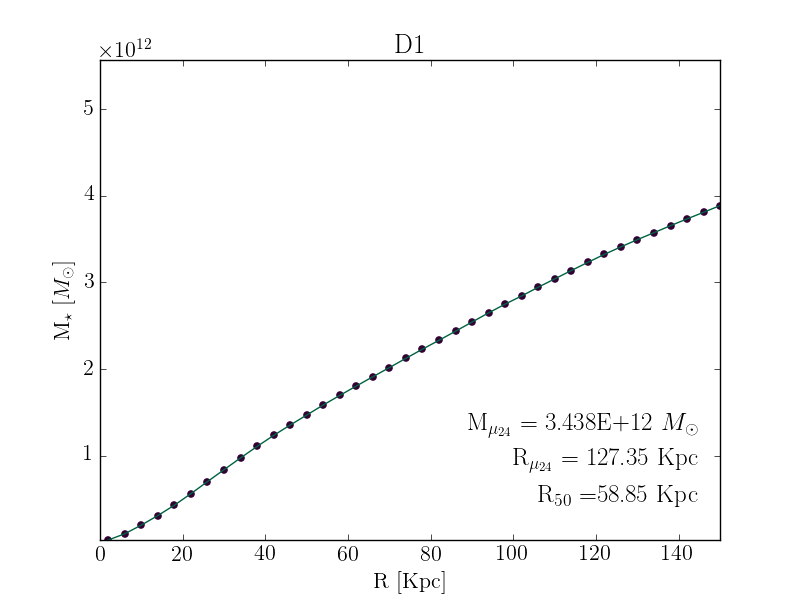 D1
×10¹²
5
4
3
2
1
M⋆ [M⊙]
M_μ₂₄ = 3.438E+12 M⊙
R_μ₂₄ = 127.35 Kpc
R₅₀ =58.85 Kpc
0 20 40 60 80 100 120 140
R [Kpc]